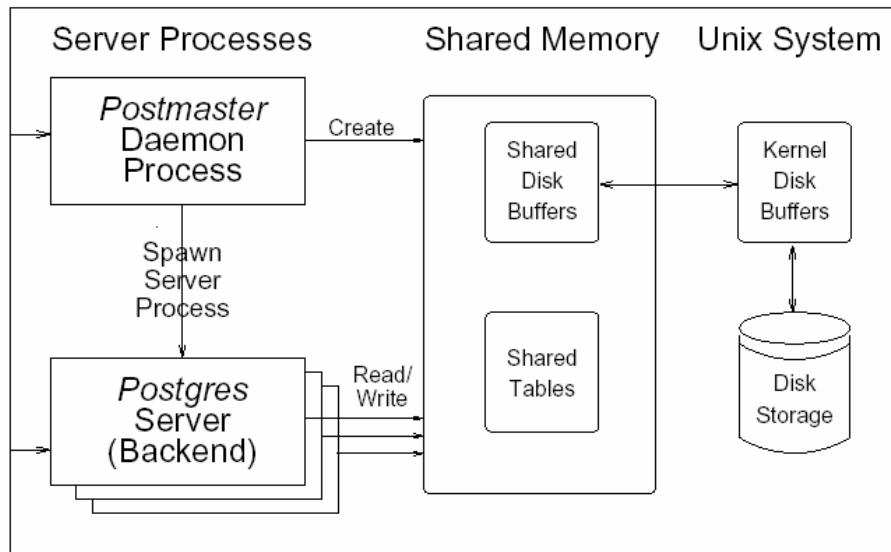 Server Processes
Shared Memory
Unix System
Postmaster
Daemon
Process
Create
Shared
Disk
Buffers
Kernel
Disk
Buffers
Spawn
Server
Process
Postgres
Server
(Backend)
Read/
Write
Shared
Tables
Disk
Storage